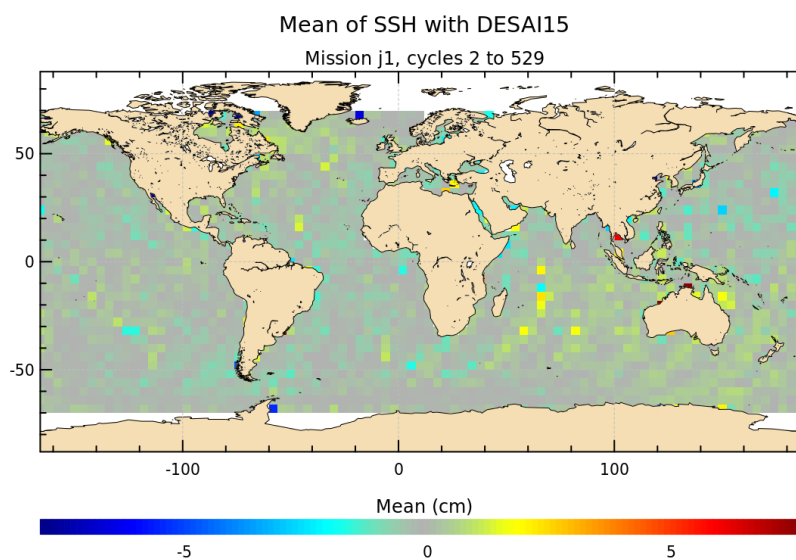 Mean of SSH with DESAI15
Mission j1, cycles 2 to 529
50
0
-50
-100 0 100
Mean (cm)
-5 0 5